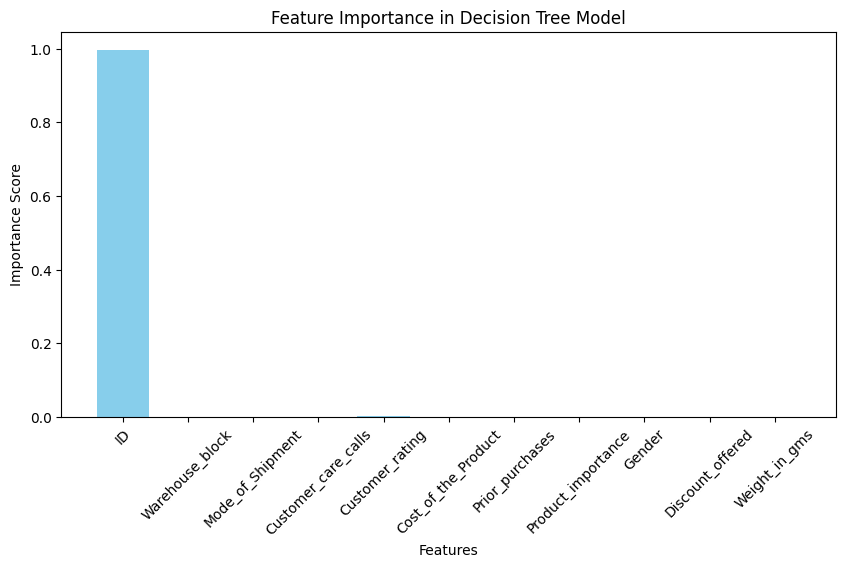 Feature Importance in Decision Tree Model
1.0
0.8
0.6
0.4
0.2
0.0
Importance Score
ID
Warehouse_block
Mode_of_Shipment
Customer_care_calls
Customer_rating
Cost_of_the_Product
Prior_purchases
Product_importance
Gender
Discount_offered
Weight_in_gms
Features